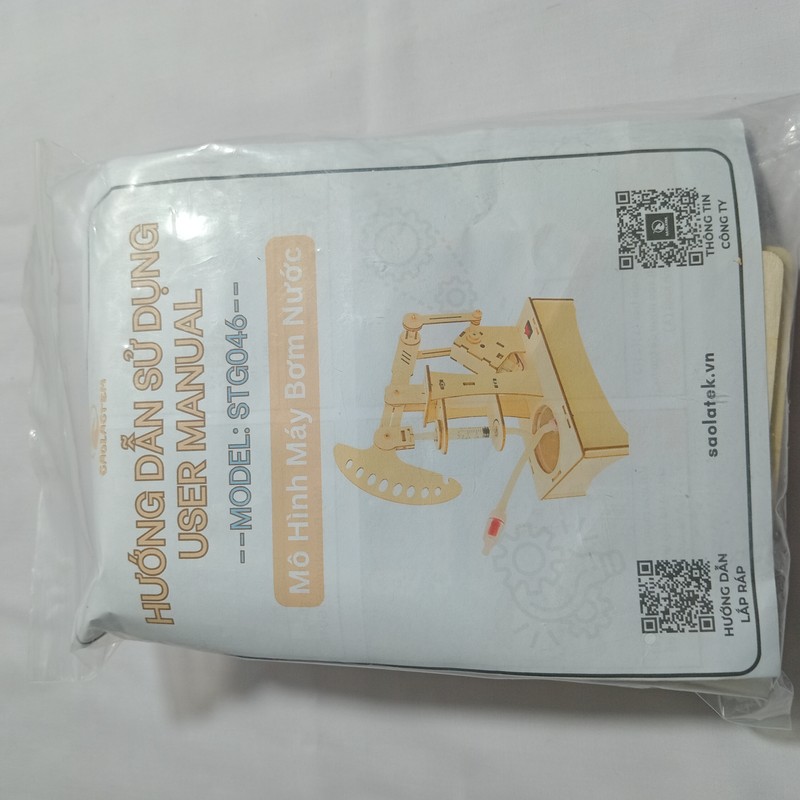 SAOLATEK
HƯỚNG DẪN SỬ DỤNG
USER MANUAL
--MODEL: STG046--
Mô Hình Máy Bơm Nước
HƯỚNG DẪN
LẮP RÁP
saolatek.vn
THÔNG TIN
CÔNG TY